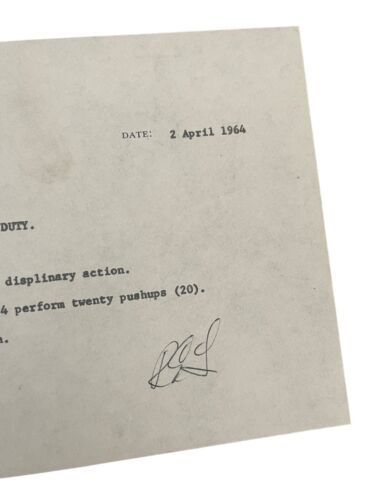 DATE: 2 April 1964
DUTY.
displinary action.
4 perform twenty pushups (20).